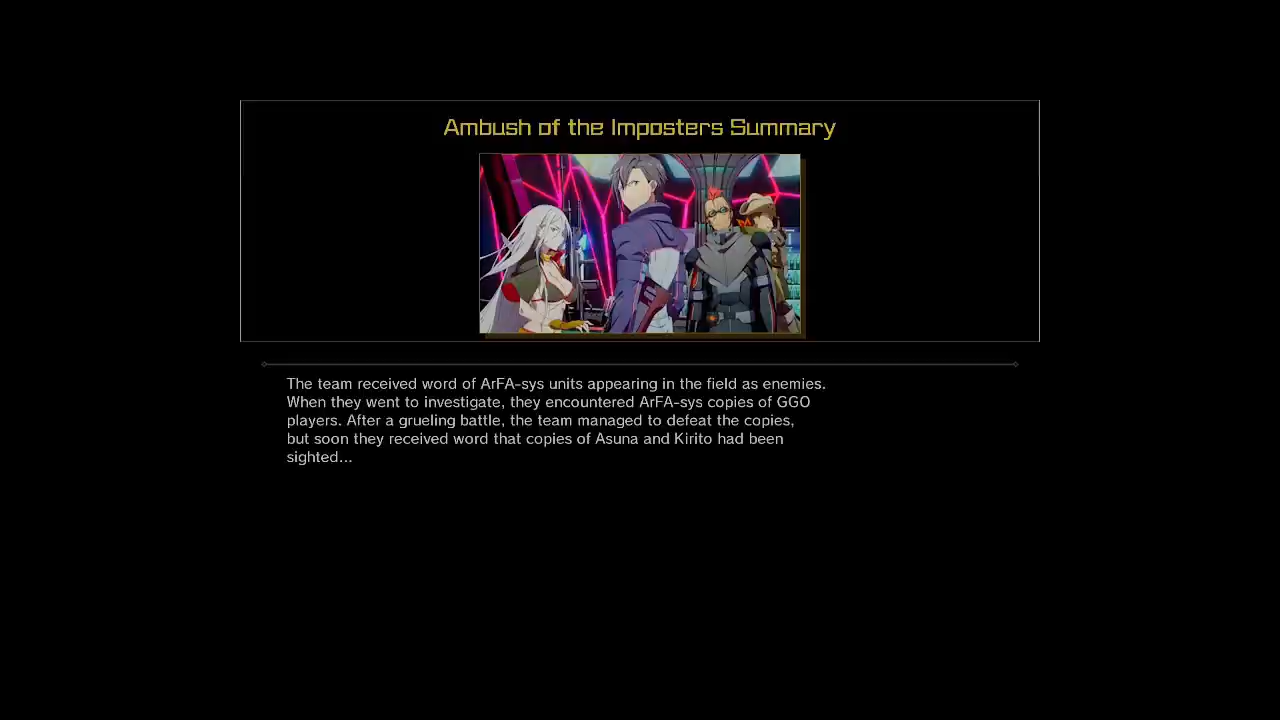 Ambush of the Imposters Summary
The team received word of ArFA-sys units appearing in the field as enemies.
When they went to investigate, they encountered ArFA-sys copies of GGO
players. After a grueling battle, the team managed to defeat the copies,
but soon they received word that copies of Asuna and Kirito had been
sighted...